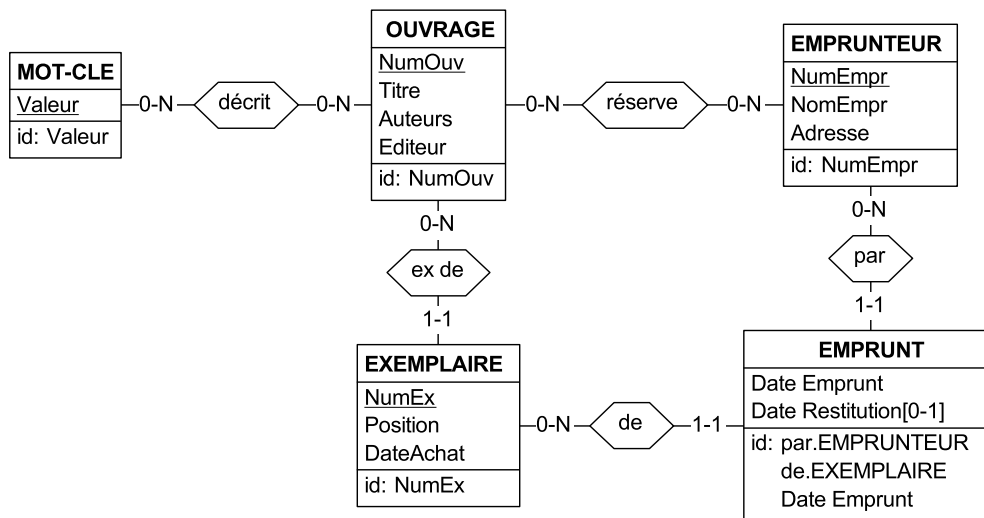 MOT-CLE
Valeur
id: Valeur
0-N
décrit
0-N
OUVRAGE
NumOuv
Titre
Auteurs
Editeur
id: NumOuv
0-N
réserve
0-N
EMPRUNTEUR
NumEmpr
NomEmpr
Adresse
id: NumEmpr
0-N
ex de
1-1
0-N
par
1-1
EXEMPLAIRE
NumEx
Position
DateAchat
id: NumEx
0-N
de
1-1
EMPRUNT
Date Emprunt
Date Restitution[0-1]
id: par.EMPRUNTEUR
de.EXEMPLAIRE
Date Emprunt